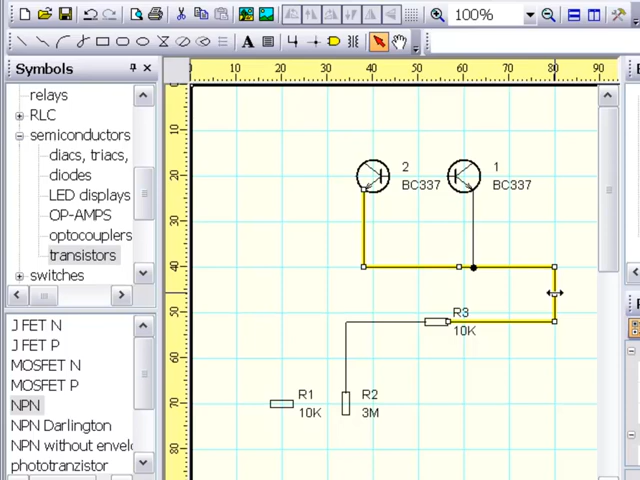 100%
A
Symbols
relays
RLC
semiconductors
diacs, triacs,
diodes
LED displays
OP-AMPS
optocouplers
transistors
switches
J FET N
J FET P
MOSFET N
MOSFET P
NPN
NPN Darlington
NPN without envelo
phototranzistor
10 20 30 40 50 60 70 80 90
10
20
30
40
50
60
70
80
2
BC337
1
BC337
R3
10K
R1
10K
R2
3M